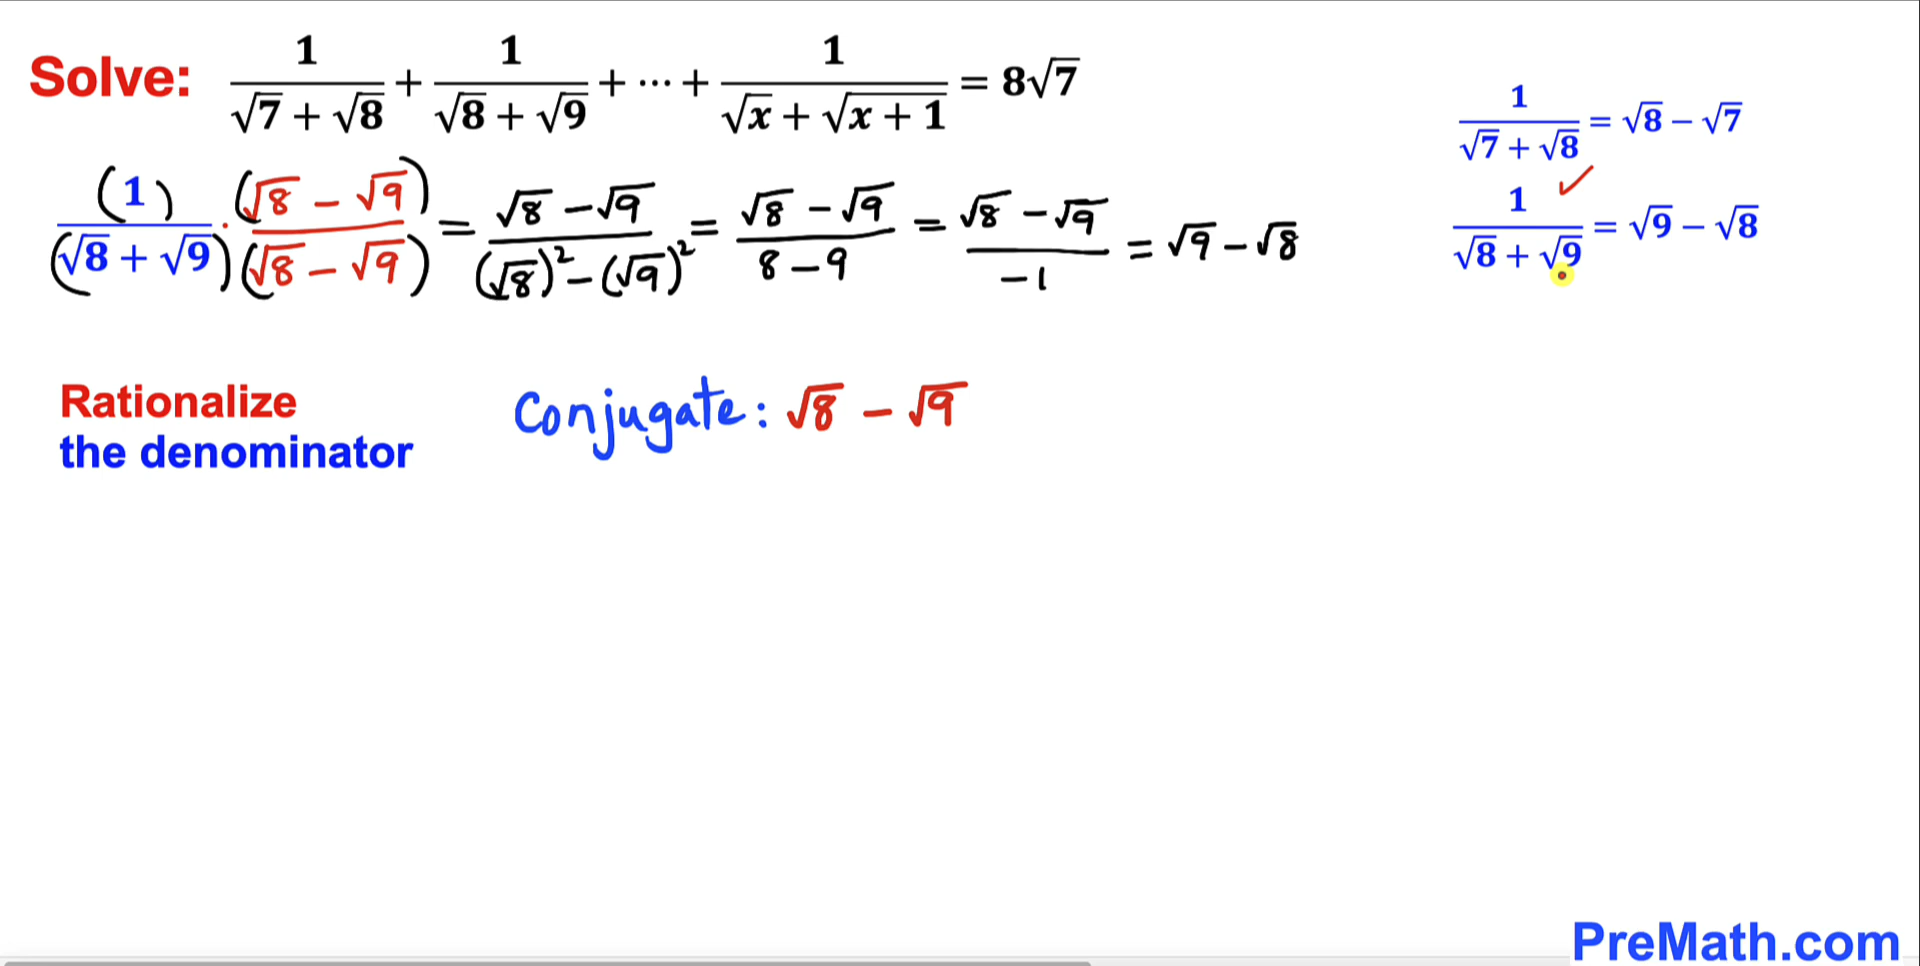 Solve: 1/(√7 + √8) + 1/(√8 + √9) + ⋯ + 1/(√x + √(x + 1)) = 8√7
1/(√7 + √8) = √8 − √7
(1)/(√8 + √9) · (√8 − √9)/(√8 − √9) = (√8 − √9)/((√8)² − (√9)²) = (√8 − √9)/(8 − 9) = (√8 − √9)/(−1) = √9 − √8
✓
1/(√8 + √9) = √9 − √8
Rationalize
the denominator
Conjugate: √8 − √9
PreMath.com